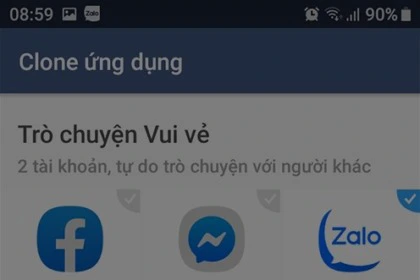 08:59 Zalo 90%
Clone ứng dụng
Trò chuyện Vui vẻ
2 tài khoản, tự do trò chuyện với người khác
Zalo